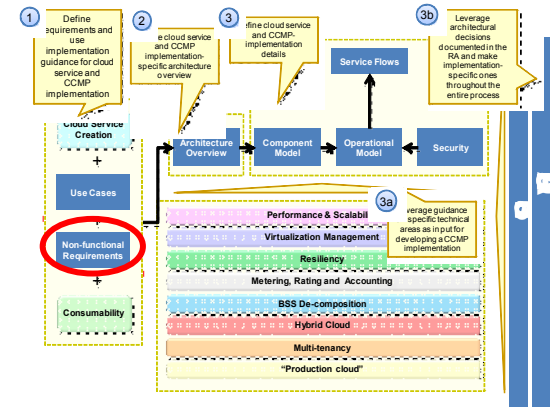 1
Define
requirements and
use
implementation
guidance for cloud
service and
CCMP
implementation
2
cloud service
and CCMP
implementation-
specific architecture
overview
3
cloud service
and CCMP-
implementation
details
3b
Leverage
architectural
decisions
documented in the
RA and make
implementation-
specific ones
throughout the
entire process
Cloud Service
Creation
+
Use Cases
Non-functional
Requirements
+
Consumability
Service Flows
Architecture
Overview
Component
Model
Operational
Model
Security
3a
guidance
specific technical
areas as input for
developing a CCMP
implementation
Performance &
Virtualization Management
Resiliency
Metering, Rating and Accounting
BSS De-composition
Hybrid Cloud
Multi-tenancy
“Production cloud”